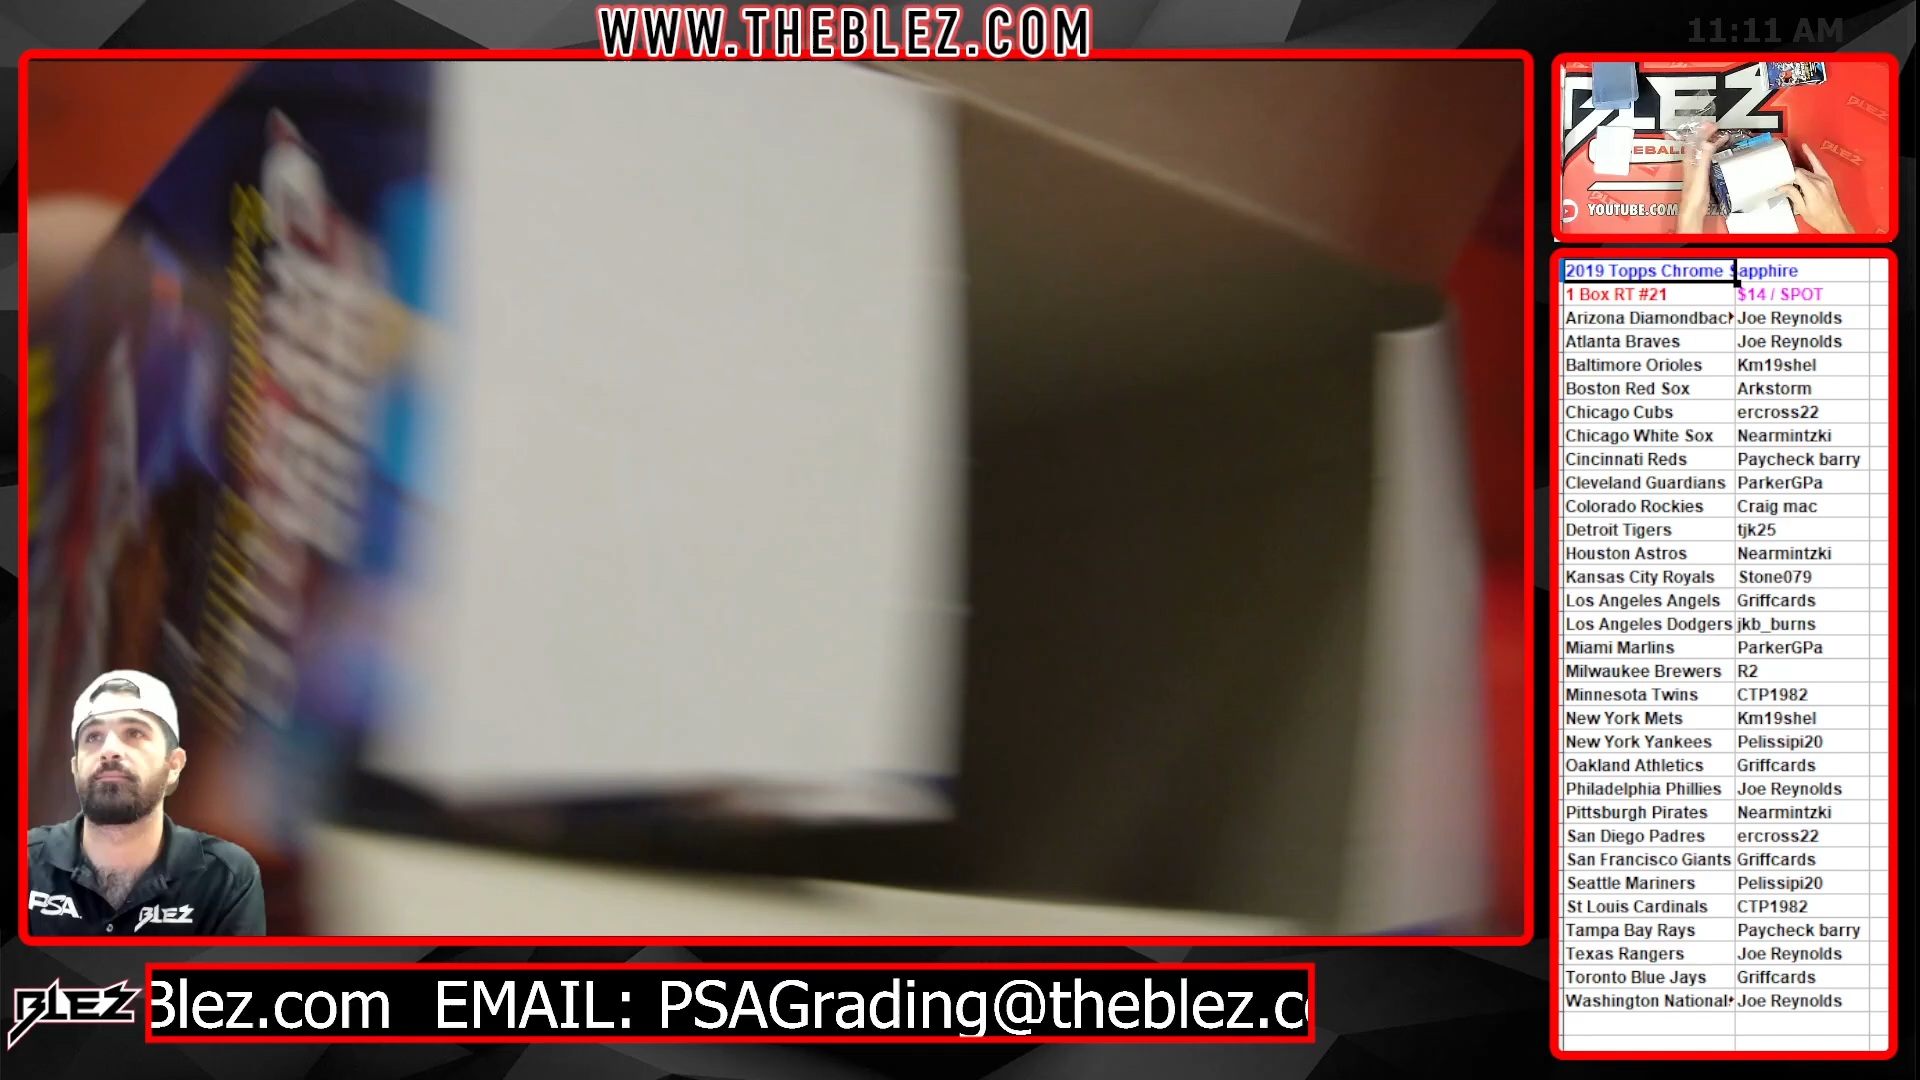 WWW.THEBLEZ.COM
11:11 AM
BLEZ
YOUTUBE.COM
2019 Topps Chrome Sapphire
1 Box RT #21 $14 / SPOT
Arizona Diamondback Joe Reynolds
Atlanta Braves Joe Reynolds
Baltimore Orioles Km19shel
Boston Red Sox Arkstorm
Chicago Cubs ercross22
Chicago White Sox Nearmintzki
Cincinnati Reds Paycheck barry
Cleveland Guardians ParkerGPa
Colorado Rockies Craig mac
Detroit Tigers tjk25
Houston Astros Nearmintzki
Kansas City Royals Stone079
Los Angeles Angels Griffcards
Los Angeles Dodgers jkb_burns
Miami Marlins ParkerGPa
Milwaukee Brewers R2
Minnesota Twins CTP1982
New York Mets Km19shel
New York Yankees Pelissipi20
Oakland Athletics Griffcards
Philadelphia Phillies Joe Reynolds
Pittsburgh Pirates Nearmintzki
San Diego Padres ercross22
San Francisco Giants Griffcards
Seattle Mariners Pelissipi20
St Louis Cardinals CTP1982
Tampa Bay Rays Paycheck barry
Texas Rangers Joe Reynolds
Toronto Blue Jays Griffcards
Washington National Joe Reynolds
PSA BLEZ
BLEZ
Blez.com EMAIL: PSAGrading@theblez.co